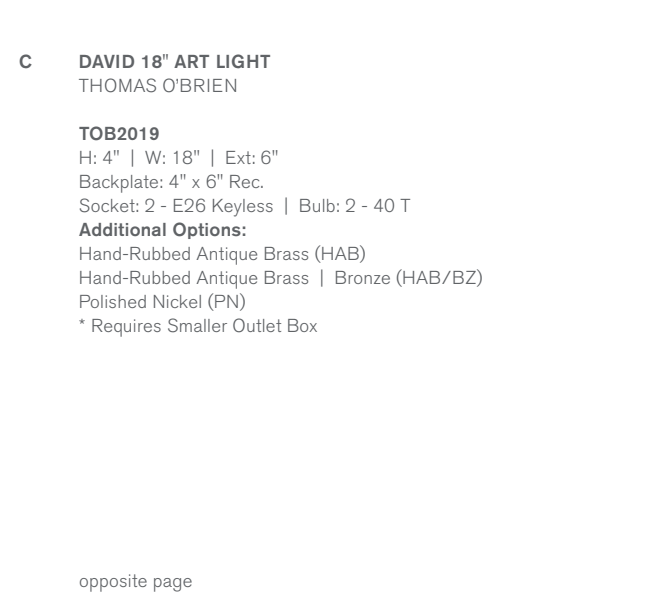 C DAVID 18" ART LIGHT
THOMAS O’BRIEN
TOB2019
H: 4" | W: 18" | Ext: 6"
Backplate: 4" x 6" Rec.
Socket: 2 - E26 Keyless | Bulb: 2 - 40 T
Additional Options:
Hand-Rubbed Antique Brass (HAB)
Hand-Rubbed Antique Brass | Bronze (HAB/BZ)
Polished Nickel (PN)
* Requires Smaller Outlet Box
opposite page